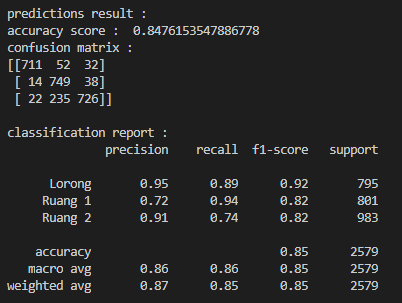 predictions result :
accuracy score :  0.8476153547886778
confusion matrix :
[[711  52  32]
 [ 14 749  38]
 [ 22 235 726]]
classification report :
              precision    recall  f1-score   support
      Lorong       0.95      0.89      0.92       795
     Ruang 1       0.72      0.94      0.82       801
     Ruang 2       0.91      0.74      0.82       983
    accuracy                           0.85      2579
   macro avg       0.86      0.86      0.85      2579
weighted avg       0.87      0.85      0.85      2579